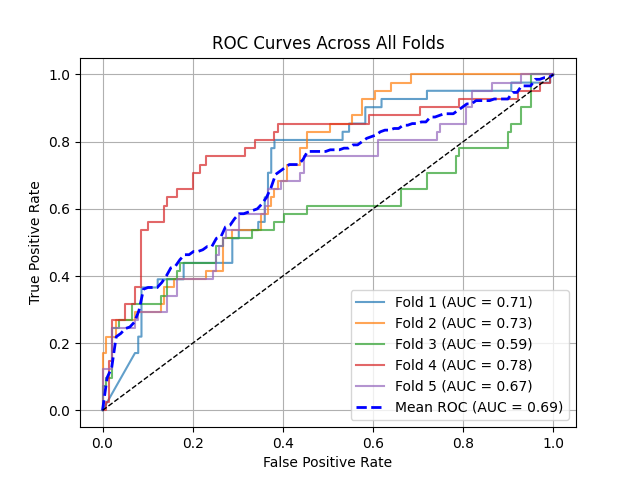 ROC Curves Across All Folds
True Positive Rate
1.0
0.8
0.6
0.4
0.2
0.0
Fold 1 (AUC = 0.71)
Fold 2 (AUC = 0.73)
Fold 3 (AUC = 0.59)
Fold 4 (AUC = 0.78)
Fold 5 (AUC = 0.67)
Mean ROC (AUC = 0.69)
0.0 0.2 0.4 0.6 0.8 1.0
False Positive Rate